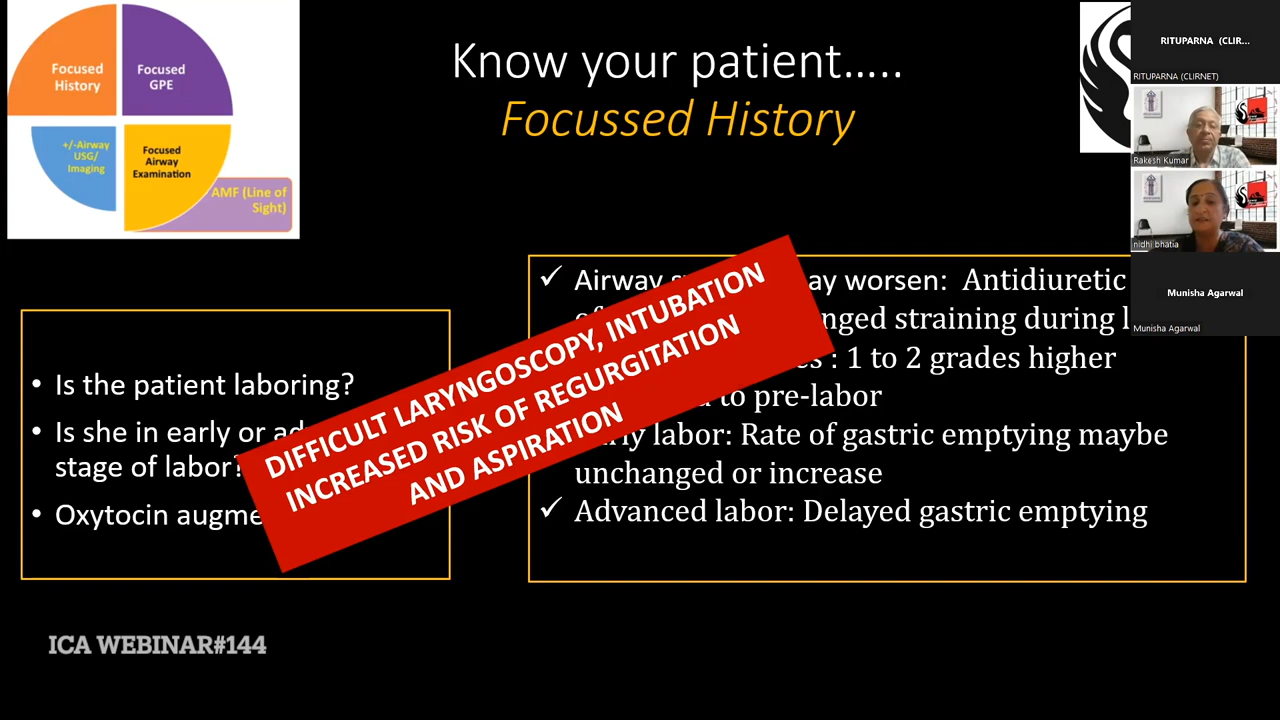 Focused
History
Focused
GPE
+/-Airway
USG/
Imaging
Focused
Airway
Examination
AMF (Line of
Sight)
Know your patient…..
Focussed History
RITUPARNA (CLIR...
RITUPARNA (CLIRNET)
Rakesh Kumar
nidhi bhatia
Munisha Agarwal
Munisha Agarwal
• Is the patient laboring?
• Is she in early or
stage of labor?
• Oxytocin
✓ Airway ay worsen: Antidiuretic
nged straining during
: 1 to 2 grades higher
to pre-labor
labor: Rate of gastric emptying maybe
unchanged or increase
✓ Advanced labor: Delayed gastric emptying
DIFFICULT LARYNGOSCOPY, INTUBATION
INCREASED RISK OF REGURGITATION
AND ASPIRATION
ICA WEBINAR#144